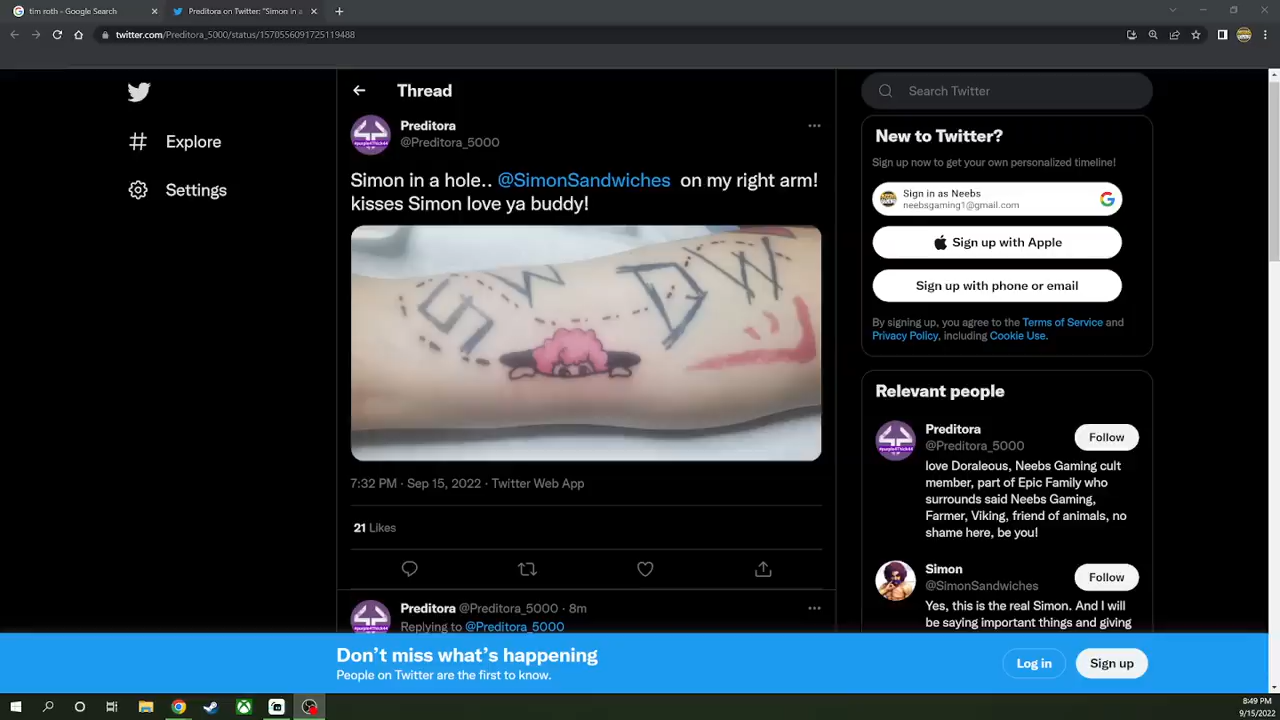 tim roth - Google Search
Preditora on Twitter: "Simon in a
twitter.com/Preditora_5000/status/1570556091725119488
Thread
Search Twitter
Explore
Settings
Preditora
@Preditora_5000
Simon in a hole.. @SimonSandwiches on my right arm!
kisses Simon love ya buddy!
S W D W
7:32 PM · Sep 15, 2022 · Twitter Web App
21 Likes
Preditora @Preditora_5000 · 8m
Replying to @Preditora_5000
New to Twitter?
Sign up now to get your own personalized timeline!
Sign in as Neebs
neebsgaming1@gmail.com
Sign up with Apple
Sign up with phone or email
By signing up, you agree to the Terms of Service and
Privacy Policy, including Cookie Use.
Relevant people
Preditora
@Preditora_5000
Follow
love Doraleous, Neebs Gaming cult
member, part of Epic Family who
surrounds said Neebs Gaming,
Farmer, Viking, friend of animals, no
shame here, be you!
Simon
@SimonSandwiches
Follow
Yes, this is the real Simon. And I will
be saying important things and giving
Don't miss what's happening
People on Twitter are the first to know.
Log in
Sign up
8:49 PM
9/15/2022